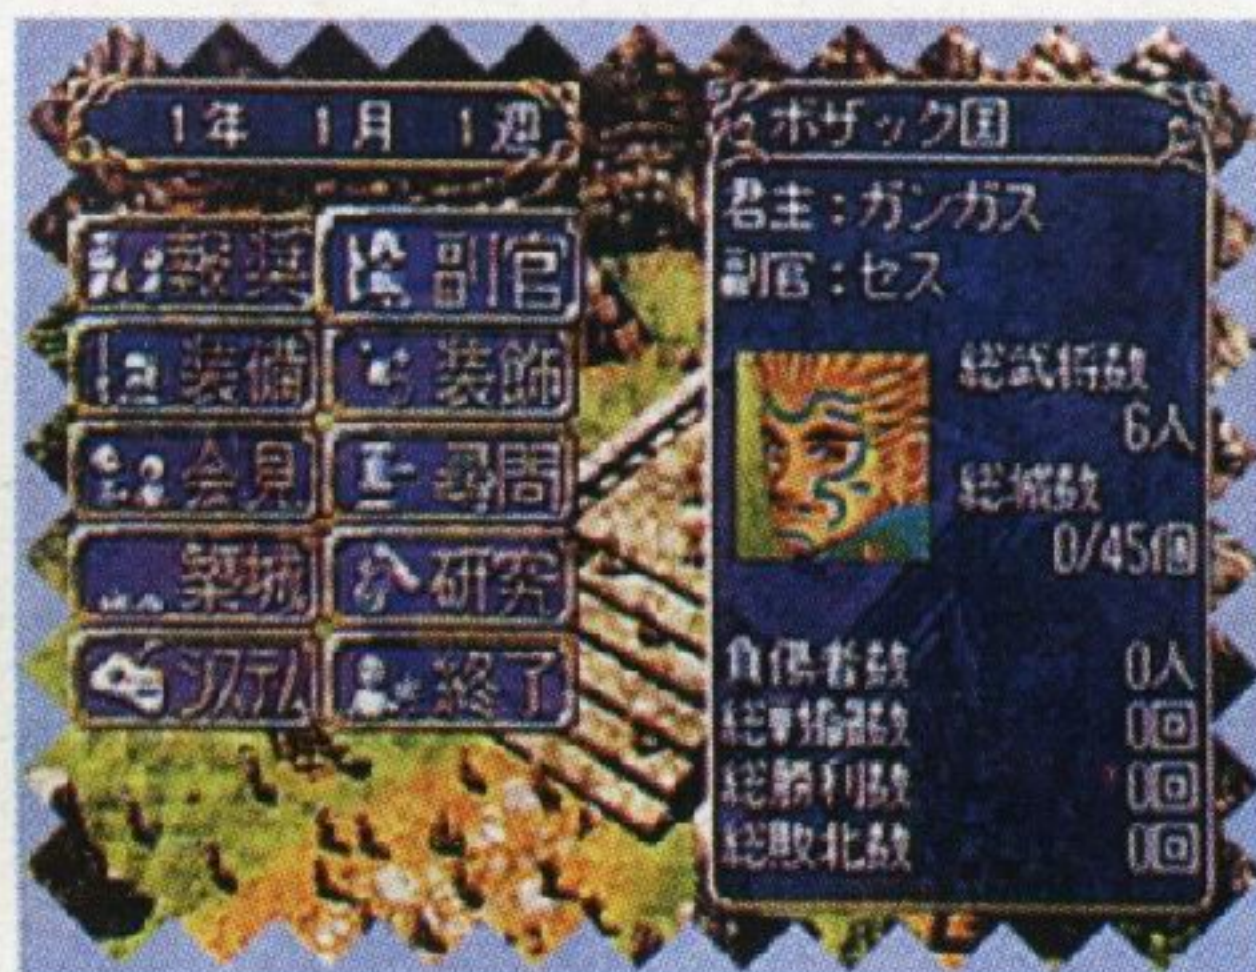 1年 1月 1週
報奨 副官
装備 装飾
会見 尋問
築城 研究
システム 終了
ボザック国
君主：ガンガス
副官：セス
総武将数
6人
総城数
0/45個
負傷者数 0人
総戦闘数 0回
総勝利数 0回
総敗北数 0回